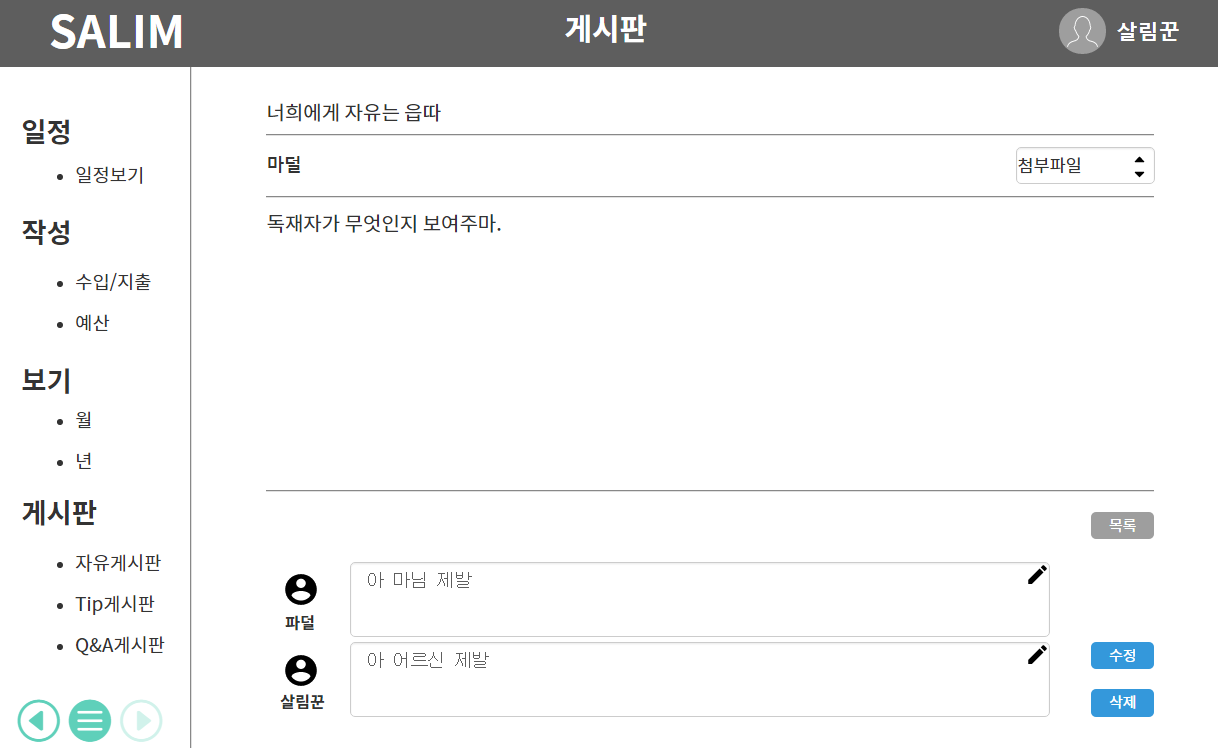 SALIM
게시판
살림꾼
일정
일정보기
작성
수입/지출
예산
보기
월
년
게시판
자유게시판
Tip게시판
Q&A게시판
너희에게 자유는 읍따
마덜
첨부파일
독재자가 무엇인지 보여주마.
목록
파덜
아 마님 제발
살림꾼
아 어르신 제발
수정
삭제